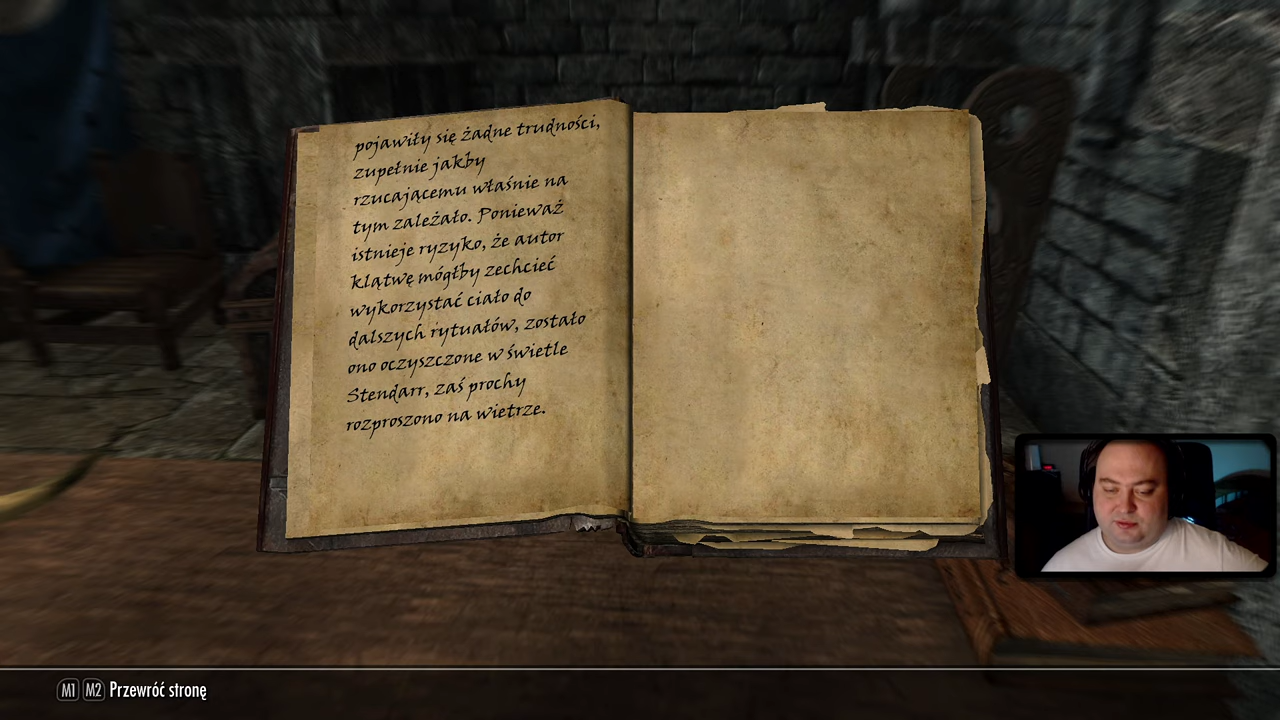 pojawiły się żadne trudności,
zupełnie jakby
rzucającemu właśnie na
tym zależało. Ponieważ
istnieje ryzyko, że autor
klątwę mógłby zechcieć
wykorzystać ciało do
dalszych rytuałów, zostało
ono oczyszczone w świetle
Stendarr, zaś prochy
rozproszono na wietrze.
M1 M2 Przewróć stronę